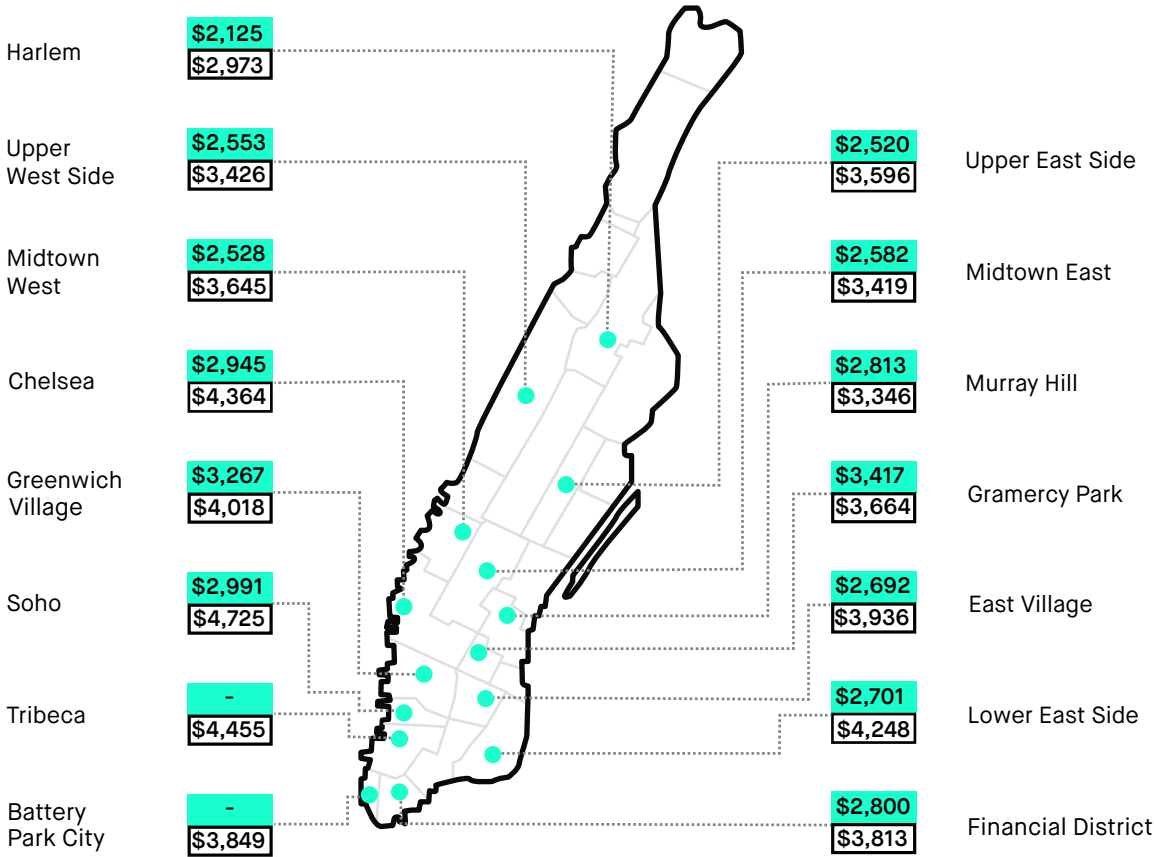 Harlem
$2,125
$2,973
Upper
West Side
$2,553
$3,426
Midtown
West
$2,528
$3,645
Chelsea
$2,945
$4,364
Greenwich
Village
$3,267
$4,018
Soho
$2,991
$4,725
Tribeca
-
$4,455
Battery
Park City
-
$3,849
$2,520
$3,596
Upper East Side
$2,582
$3,419
Midtown East
$2,813
$3,346
Murray Hill
$3,417
$3,664
Gramercy Park
$2,692
$3,936
East Village
$2,701
$4,248
Lower East Side
$2,800
$3,813
Financial District